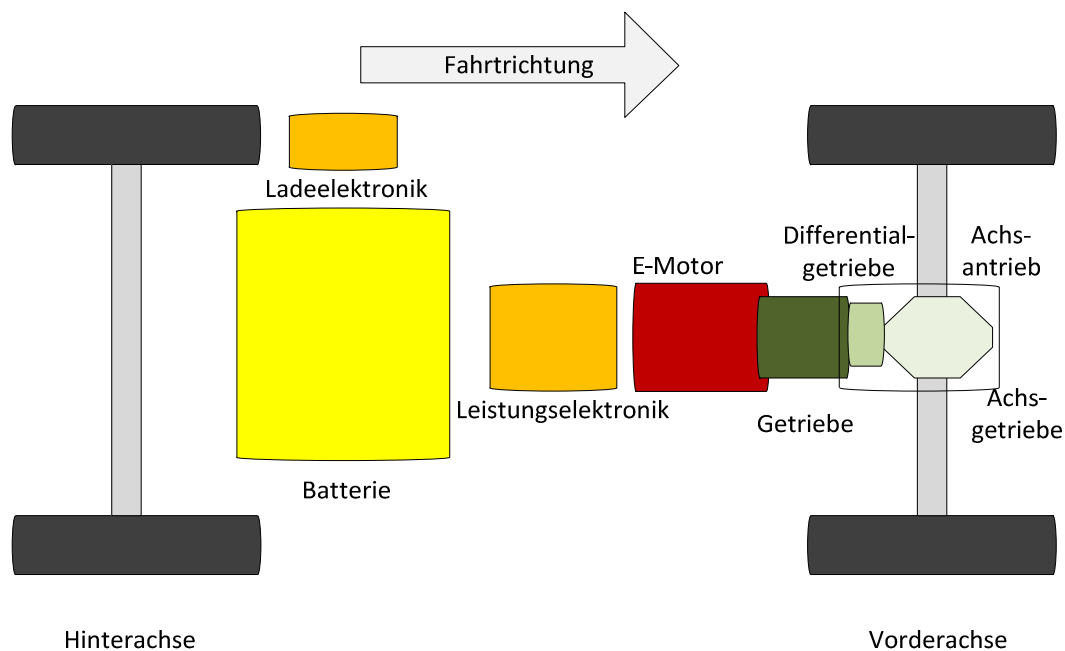 Fahrtrichtung
Ladeelektronik
Differential-
getriebe
Achs-
antrieb
E-Motor
Leistungselektronik
Achs-
getriebe
Getriebe
Batterie
Hinterachse
Vorderachse